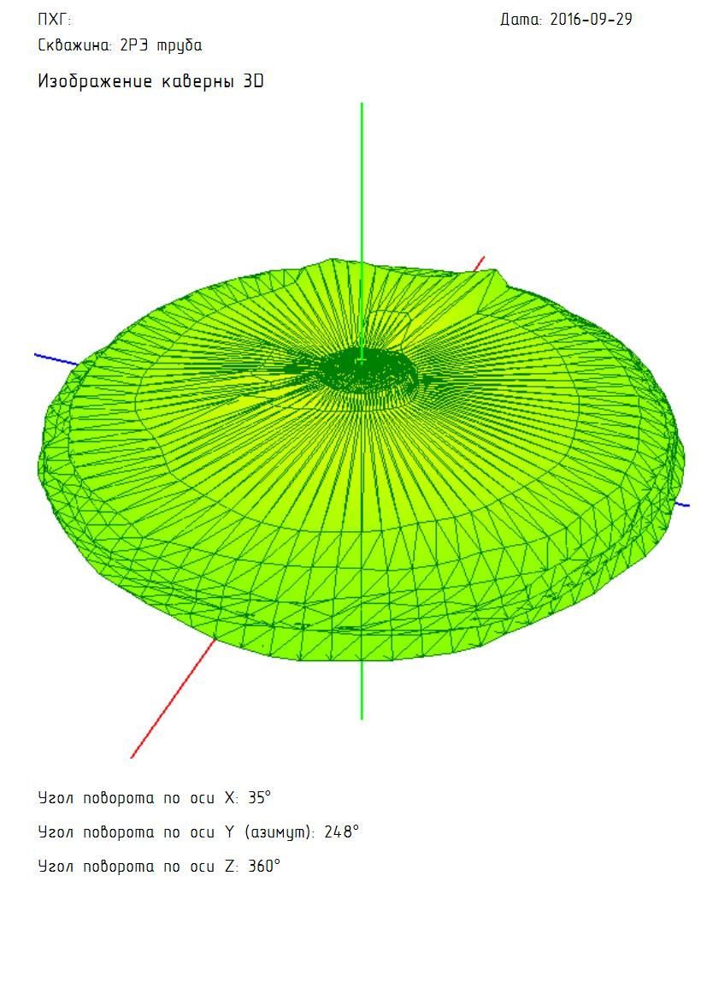 ПХГ:
Дата: 2016-09-29
Скважина: 2РЭ труба
Изображение каверны 3D
Угол поворота по оси X: 35°
Угол поворота по оси Y (азимут): 248°
Угол поворота по оси Z: 360°